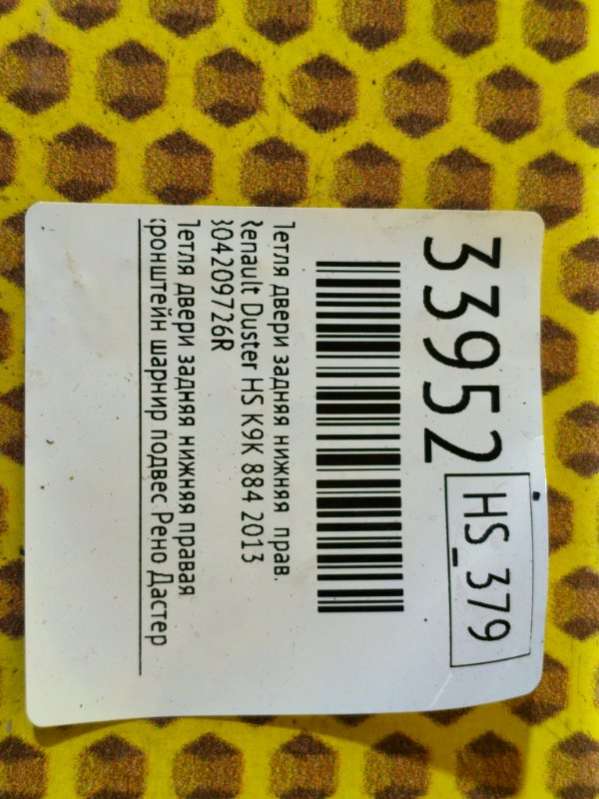 33952 HS_379
Петля двери задняя нижняя прав.
Renault Duster HS K9K 884 2013
804209726R
Петля двери задняя нижняя правая
кронштейн шарнир подвес Рено Дастер